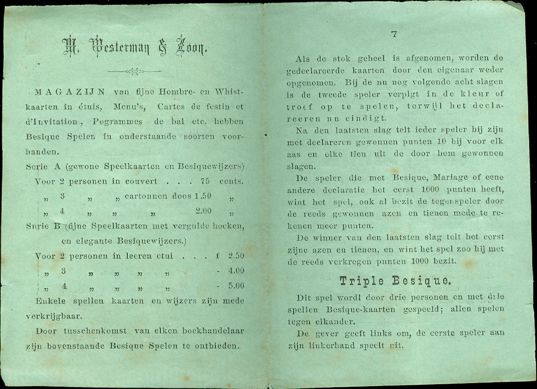 M. Westerman & Zoon.
MAGAZIJN van fijne Hombre- en Whist-
kaarten in étuis, Menu's, Cartes de festin et
d'Invitation, Pogrammes de bal etc. hebben
Besique Spelen in onderstaande soorten voor-
handen.
Serie A (gewone Speelkaarten en Besiquewijzers)
Voor 2 personen in couvert . . . 75 cents.
„ 3 „ „ cartonnen doos 1.50 „
„ 4 „ „ „ 2.00 „
Serie B (fijne Speelkaarten met vergulde hoeken,
en elegante Besiquewijzers.)
Voor 2 personen in leeren etui . . . f 2.50
„ 3 „ „ „ „ - 4.00
„ 4 „ „ „ „ - 5.00
Enkele spellen kaarten en wijzers zijn mede
verkrijgbaar.
Door tusschenkomst van elken boekhandelaar
zijn bovenstaande Besique Spelen te ontbieden.
7
Als de stok geheel is afgenomen, worden de
gedeclareerde kaarten door den eigenaar weder
opgenomen. Bij de nu nog volgende acht slagen
is de tweede speler verpligt in de kleur of
troef op te spelen, terwijl het decla-
reeren nu eindigt.
Na den laatsten slag telt ieder speler bij zijn
met declareren gewonnen punten 10 bij voor elk
aas en elke tien uit de door hem gewonnen
slagen.
De speler die met Besique, Mariage of eene
andere declaratie het eerst 1000 punten heeft,
wint het spel, ook al bezit de tegenspeler door
de reeds gewonnen azen en tienen mede te re-
kenen meer punten.
De winner van den laatsten slag telt het eerst
zijne azen en tienen, en wint het spel zoo hij met
de reeds verkregen punten 1000 bezit.
Triple Besique.
Dit spel wordt door drie personen en met drie
spellen Besique-kaarten gespeeld; allen spelen
tegen elkander.
De gever geeft links om, de eerste speler aan
zijn linkerhand speelt uit.